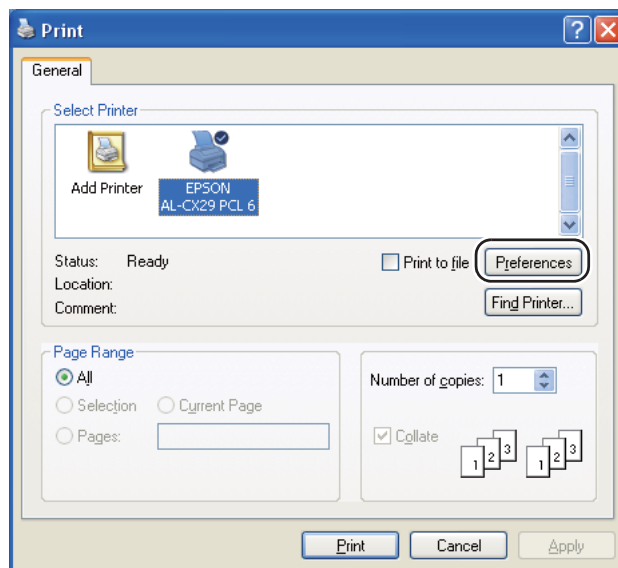 Print
General
Select Printer
Add Printer
EPSON
AL-CX29 PCL 6
Status: Ready
Print to file
Preferences
Location:
Comment:
Find Printer...
Page Range
All
Selection
Current Page
Pages:
Number of copies: 1
Collate
1 2 3 1 2 3
Print
Cancel
Apply